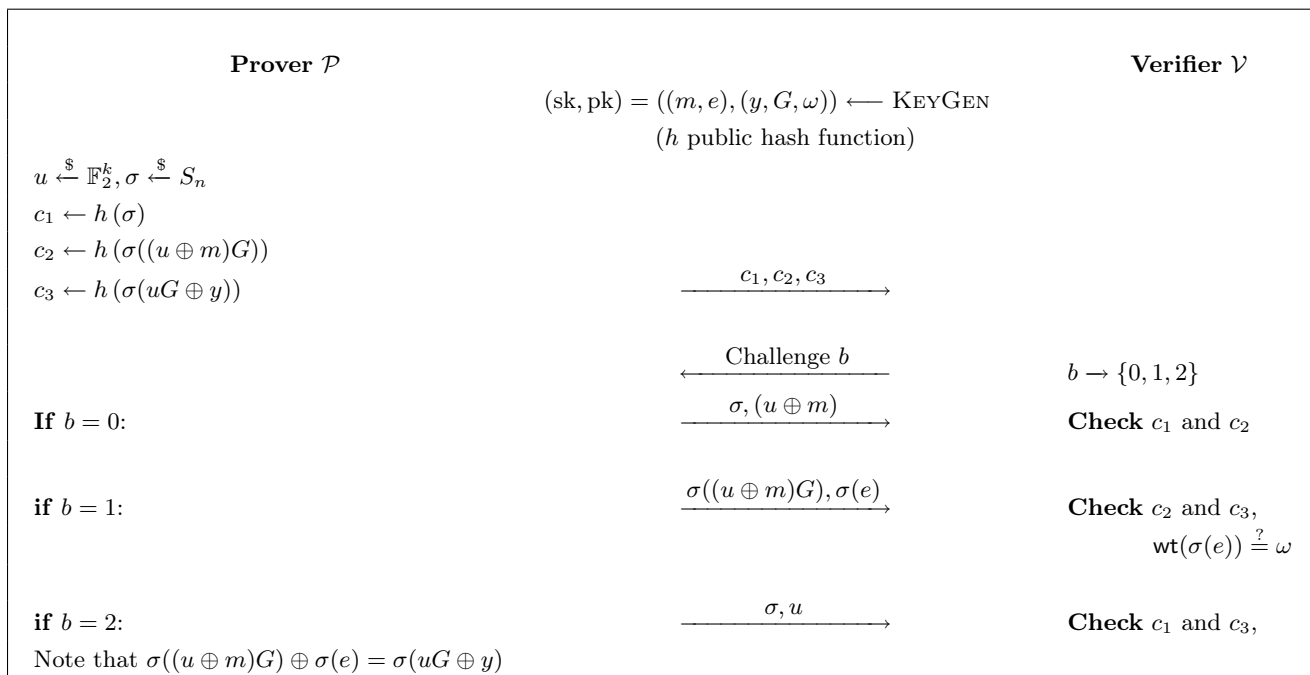 Prover 𝒫 Verifier 𝒱
(sk, pk) = ((m, e), (y, G, ω)) ⟵ KEYGEN
(h public hash function)
u ←$ 𝔽₂ᵏ, σ ←$ Sₙ
c₁ ← h (σ)
c₂ ← h (σ((u ⊕ m)G))
c₃ ← h (σ(uG ⊕ y)) c₁, c₂, c₃
Challenge b b → {0, 1, 2}
If b = 0: σ, (u ⊕ m) Check c₁ and c₂
if b = 1: σ((u ⊕ m)G), σ(e) Check c₂ and c₃,
wt(σ(e)) ≟ ω
if b = 2: σ, u Check c₁ and c₃,
Note that σ((u ⊕ m)G) ⊕ σ(e) = σ(uG ⊕ y)